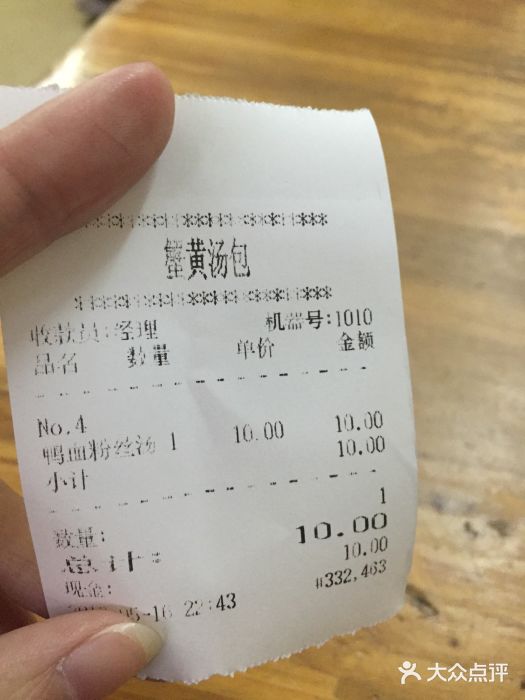 蟹黄汤包
收款员:经理 机器号:1010
品名 数量 单价 金额
No.4
鸭血粉丝汤 1 10.00 10.00
小计 10.00
数量: 1
总计: 10.00
现金: 10.00
05-16 22:43 #332,463
大众点评